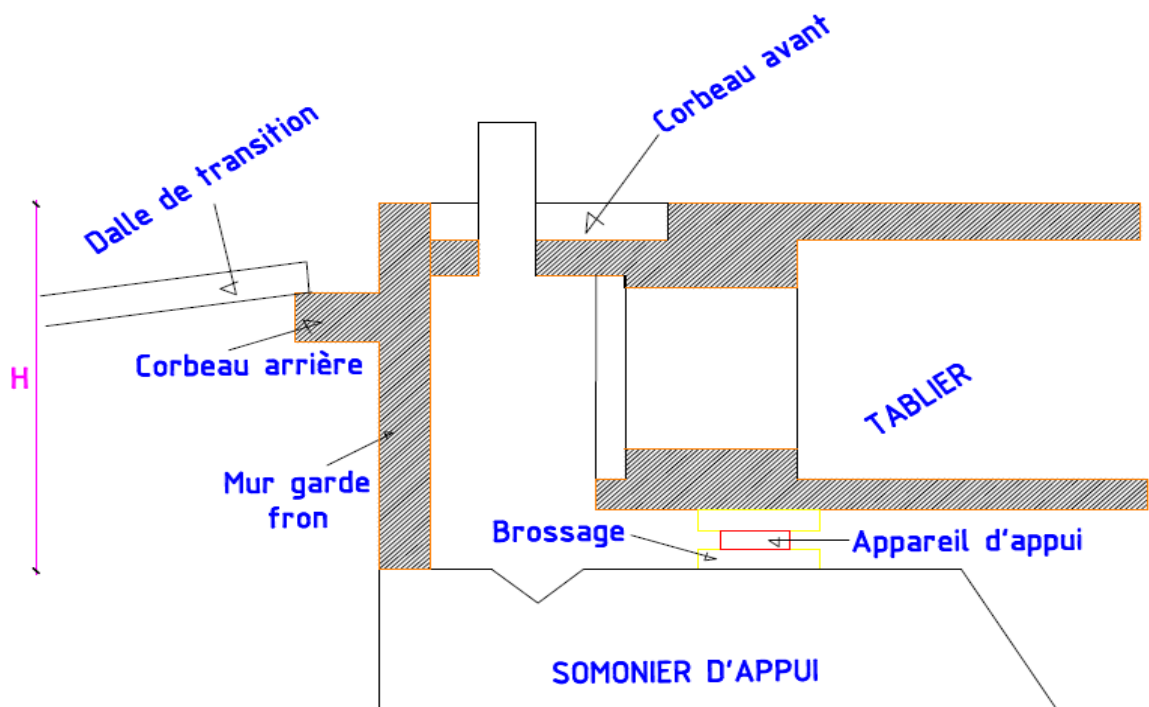 Corbeau avant
Dalle de transition
H
Corbeau arrière
TABLIER
Mur garde
fron
Brossage
Appareil d'appui
SOMONIER D'APPUI